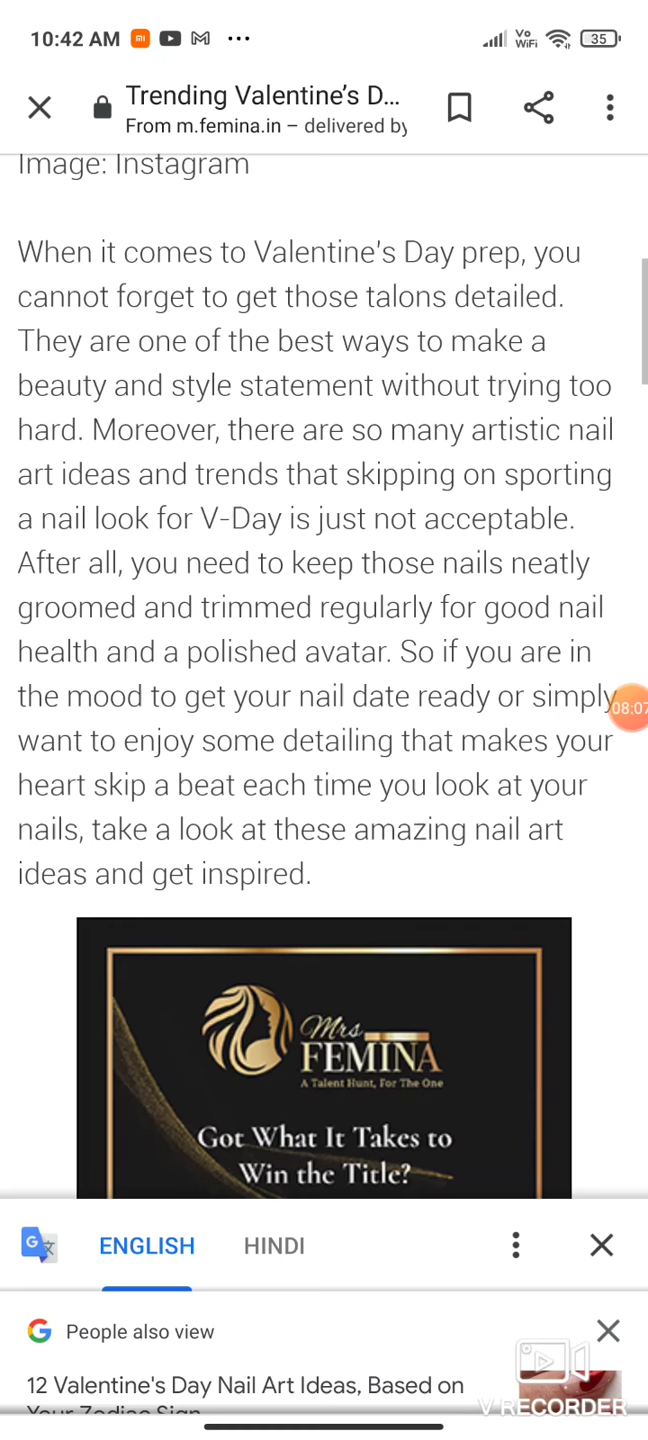 10:42 AM
Vo
WiFi
35
Trending Valentine’s D...
From m.femina.in – delivered by
Image: Instagram
When it comes to Valentine's Day prep, you
cannot forget to get those talons detailed.
They are one of the best ways to make a
beauty and style statement without trying too
hard. Moreover, there are so many artistic nail
art ideas and trends that skipping on sporting
a nail look for V-Day is just not acceptable.
After all, you need to keep those nails neatly
groomed and trimmed regularly for good nail
health and a polished avatar. So if you are in
the mood to get your nail date ready or simply
08:07
want to enjoy some detailing that makes your
heart skip a beat each time you look at your
nails, take a look at these amazing nail art
ideas and get inspired.
Mrs
FEMINA
A Talent Hunt, For The One
Got What It Takes to
Win the Title?
ENGLISH HINDI
People also view
12 Valentine's Day Nail Art Ideas, Based on
Your Zodiac Sign
V RECORDER